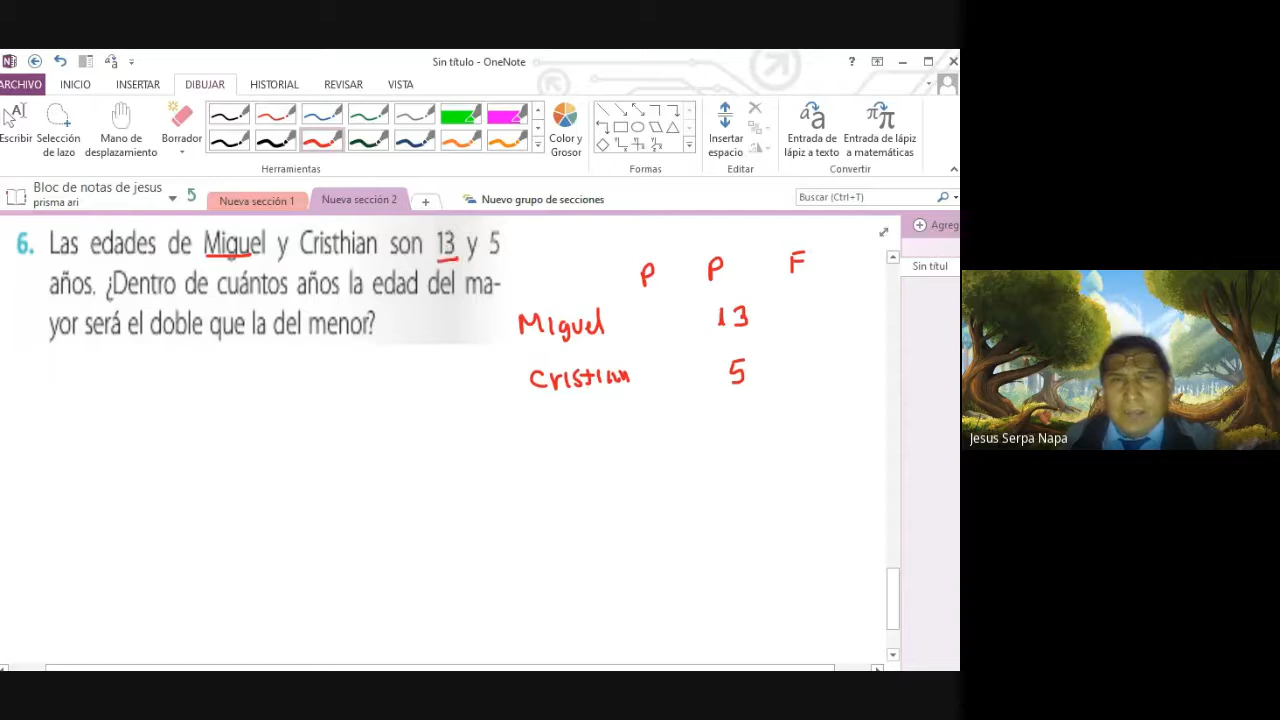 Sin título - OneNote
ARCHIVO INICIO INSERTAR DIBUJAR HISTORIAL REVISAR VISTA
Escribir
Selección de lazo
Mano de desplazamiento
Borrador
Color y Grosor
Insertar espacio
Entrada de lápiz a texto
Entrada de lápiz a matemáticas
Herramientas Formas Editar Convertir
Bloc de notas de jesus
prisma ari
5
Nueva sección 1
Nueva sección 2
Nuevo grupo de secciones
Buscar (Ctrl+T)
Agreg
Sin títul
6. Las edades de Miguel y Cristhian son 13 y 5
años. ¿Dentro de cuántos años la edad del ma-
yor será el doble que la del menor?
P P F
Miguel 13
Cristian 5
Jesus Serpa Napa